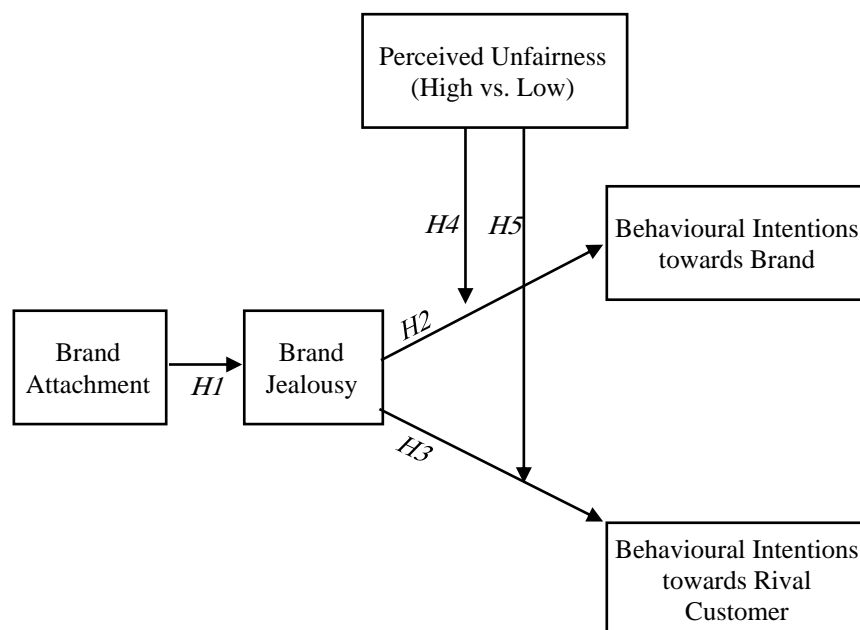 Perceived Unfairness
(High vs. Low)
H4
H5
Behavioural Intentions
towards Brand
Brand
Attachment
H1
Brand
Jealousy
H2
H3
Behavioural Intentions
towards Rival
Customer